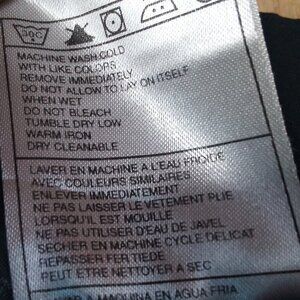 MACHINE WASH COLD
WITH LIKE COLORS
REMOVE IMMEDIATELY
DO NOT ALLOW TO LAY ON ITSELF
WHEN WET
DO NOT BLEACH
TUMBLE DRY LOW
WARM IRON
DRY CLEANABLE
LAVER EN MACHINE A L'EAU FROIDE
AVEC COULEURS SIMILAIRES
ENLEVER IMMEDIATEMENT
NE PAS LAISSER LE VETEMENT PLIE
LORSQU'IL EST MOUILLE
NE PAS UTILISER D'EAU DE JAVEL
SECHER EN MACHINE CYCLE DELICAT
REPASSER FER TIEDE
PEUT ETRE NETTOYER A SEC
LAVAR A MAQUINA EN AGUA FRIA